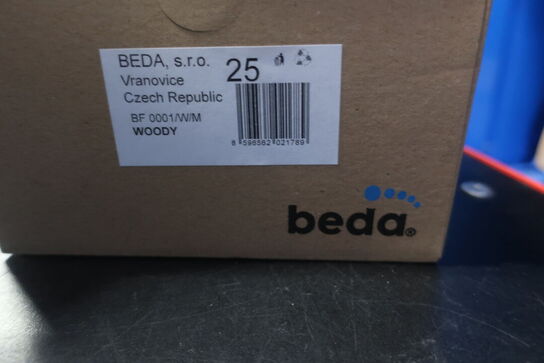 BEDA, s.r.o.
25
Vranovice
Czech Republic
BF 0001/W/M
WOODY
8 596562 021789
beda®